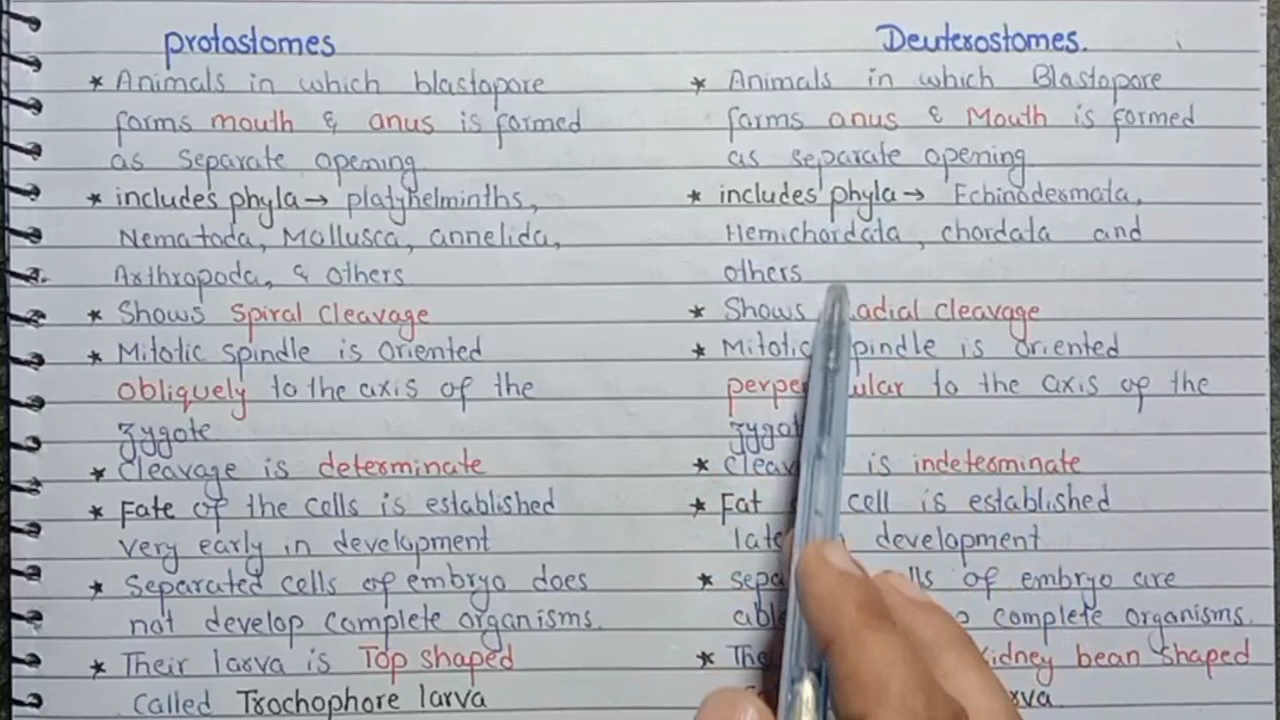 protostomes
* Animals in which blastopore
forms mouth & anus is formed
as separate opening
* includes phyla → platyhelminths,
Nematoda, Mollusca, annelida,
Arthropoda, & others
* Shows Spiral Cleavage
* Mitotic spindle is oriented
obliquely to the axis of the
zygote
* Cleavage is determinate
* Fate of the cells is established
very early in development
* Separated cells of embryo does
not develop complete organisms.
* Their larva is Top shaped
called Trochophore larva
Deuterostomes.
* Animals in which Blastopore
forms anus & Mouth is formed
as separate opening
* includes phyla → Echinodermata,
Hemichordata, chordata and
others
* Shows adial cleavage
* Mitotic pindle is oriented
perpe ular to the axis of the
zygot
* Cleav is indeterminate
* Fat cell is established
late development
* sepa lls of embryo are
abl complete organisms.
* The kidney bean shaped
rva